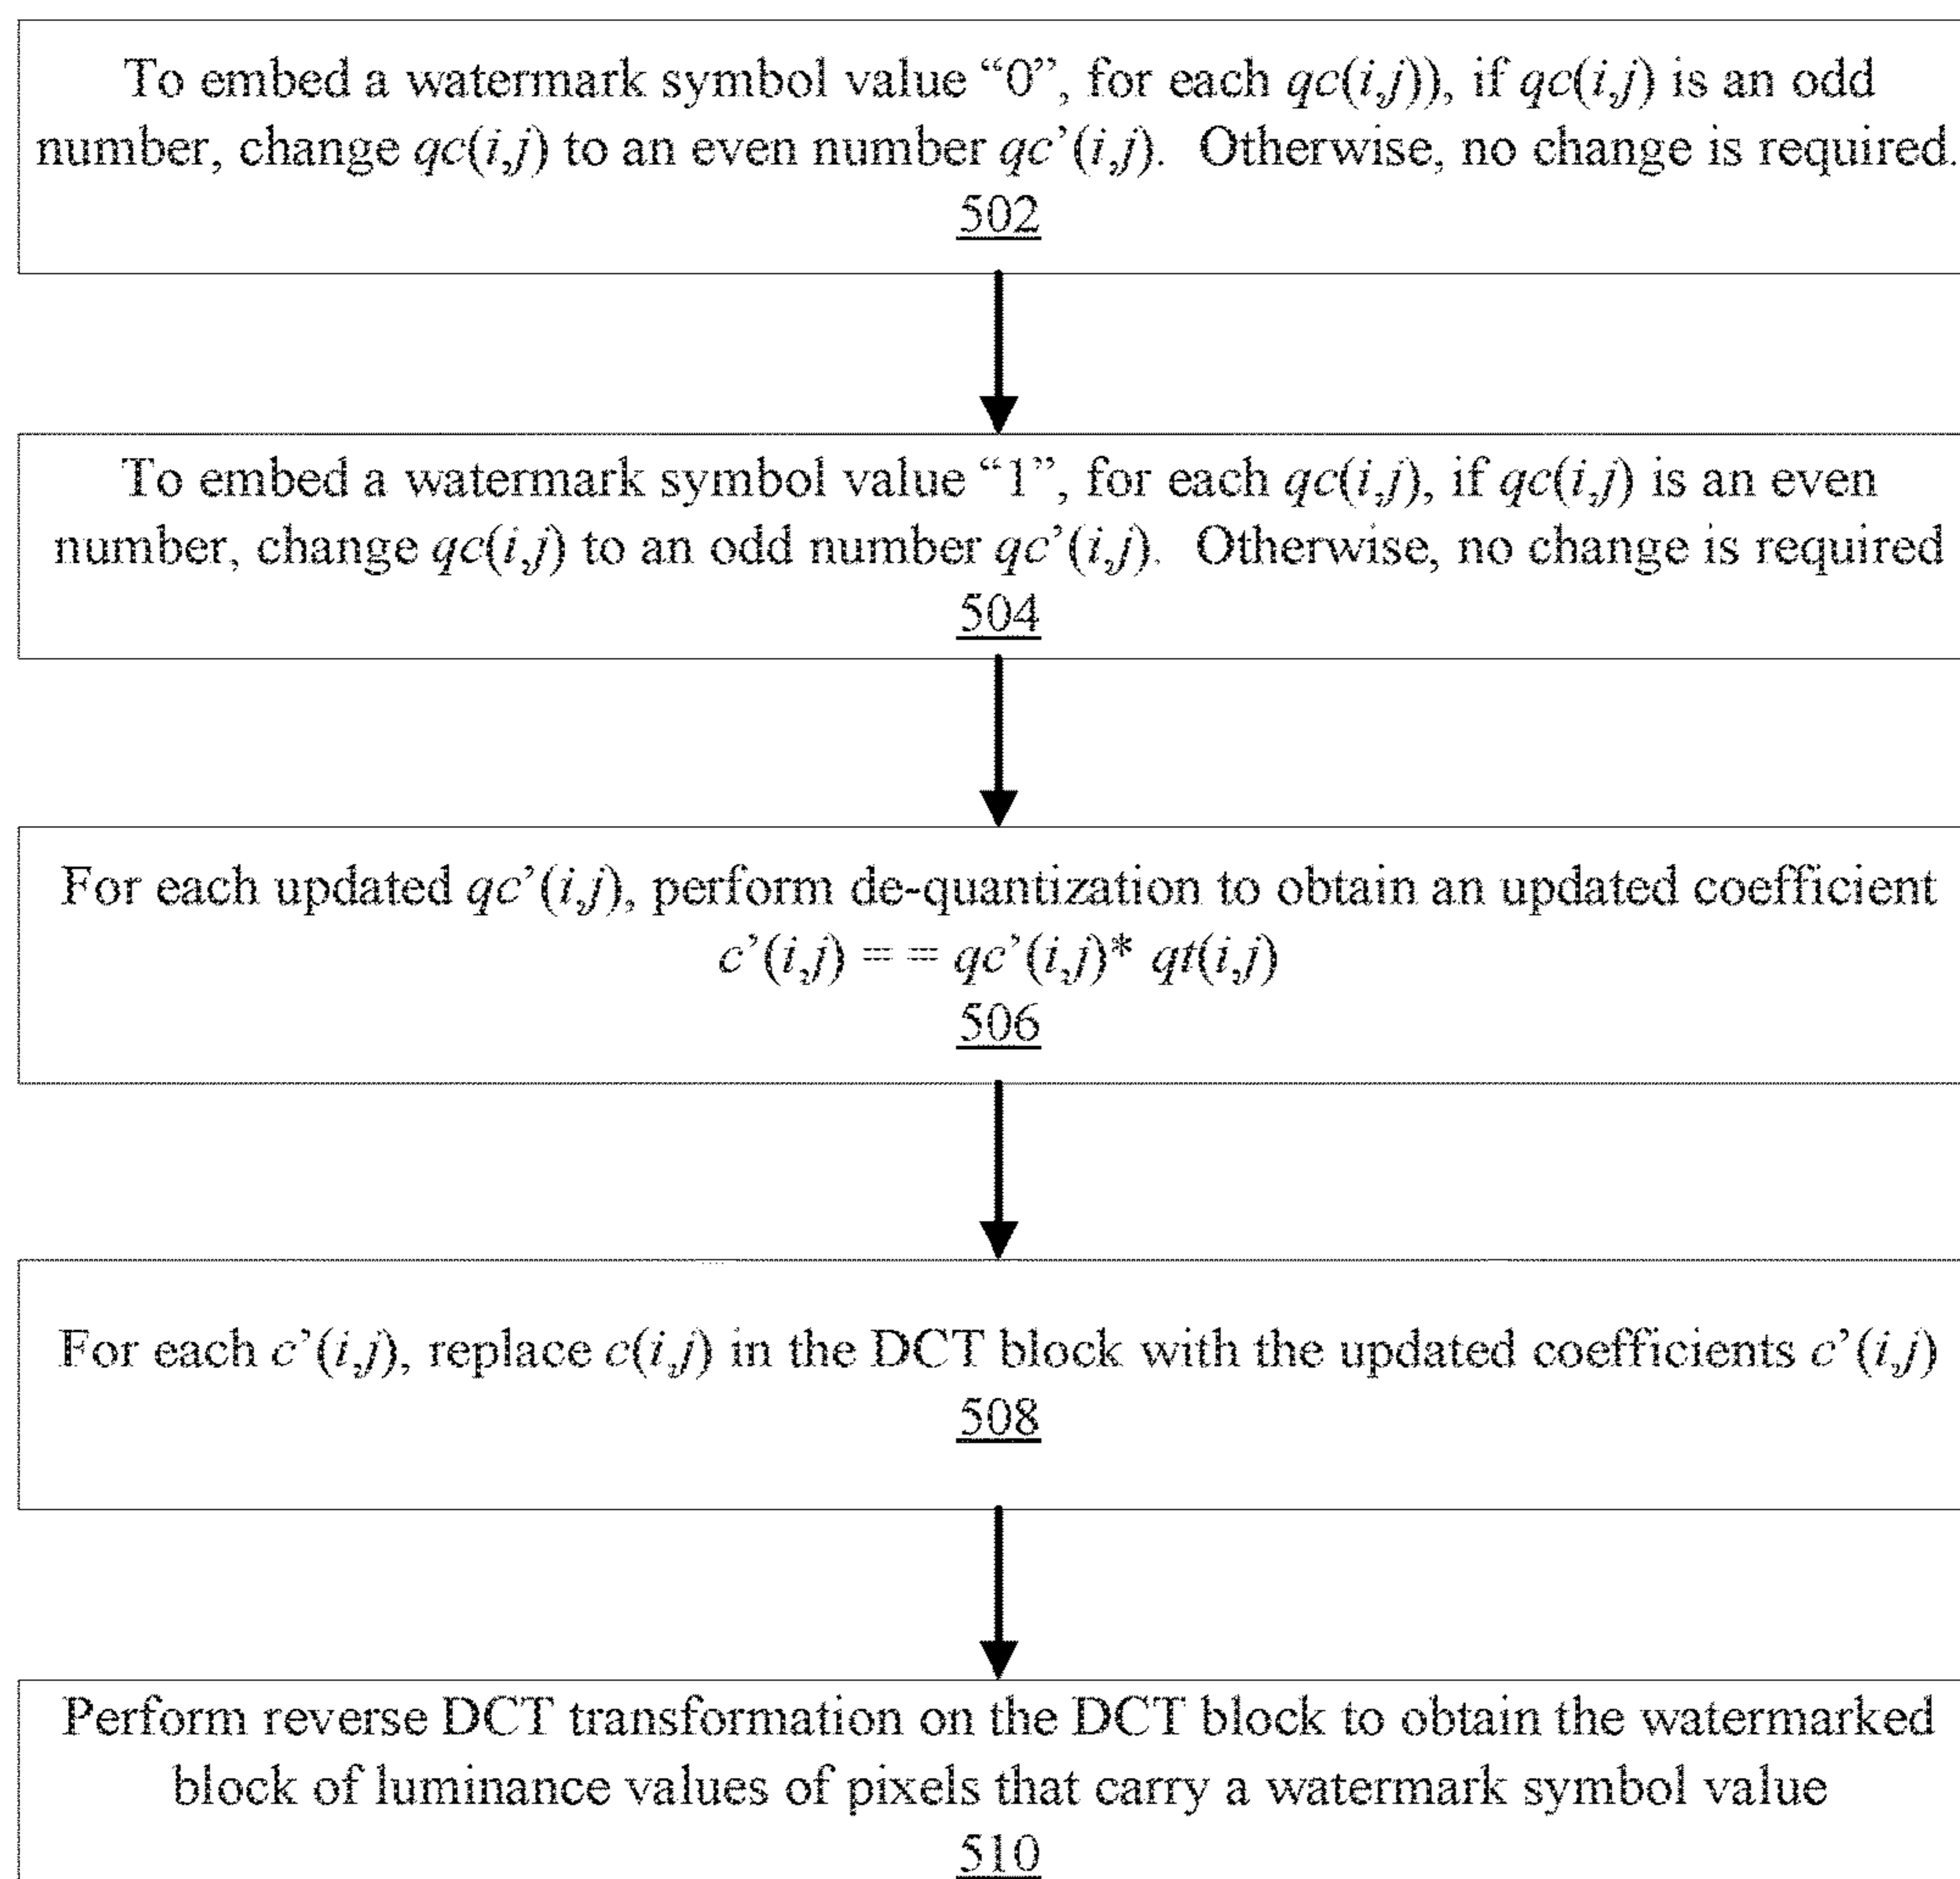 To embed a watermark symbol value “0”, for each qc(i,j)), if qc(i,j) is an odd
number, change qc(i,j) to an even number qc’(i,j).  Otherwise, no change is required.
502
To embed a watermark symbol value “1”, for each qc(i,j), if qc(i,j) is an even
number, change qc(i,j) to an odd number qc’(i,j).  Otherwise, no change is required
504
For each updated qc’(i,j), perform de-quantization to obtain an updated coefficient
c’(i,j) = = qc’(i,j)* qt(i,j)
506
For each c’(i,j), replace c(i,j) in the DCT block with the updated coefficients c’(i,j)
508
Perform reverse DCT transformation on the DCT block to obtain the watermarked
block of luminance values of pixels that carry a watermark symbol value
510